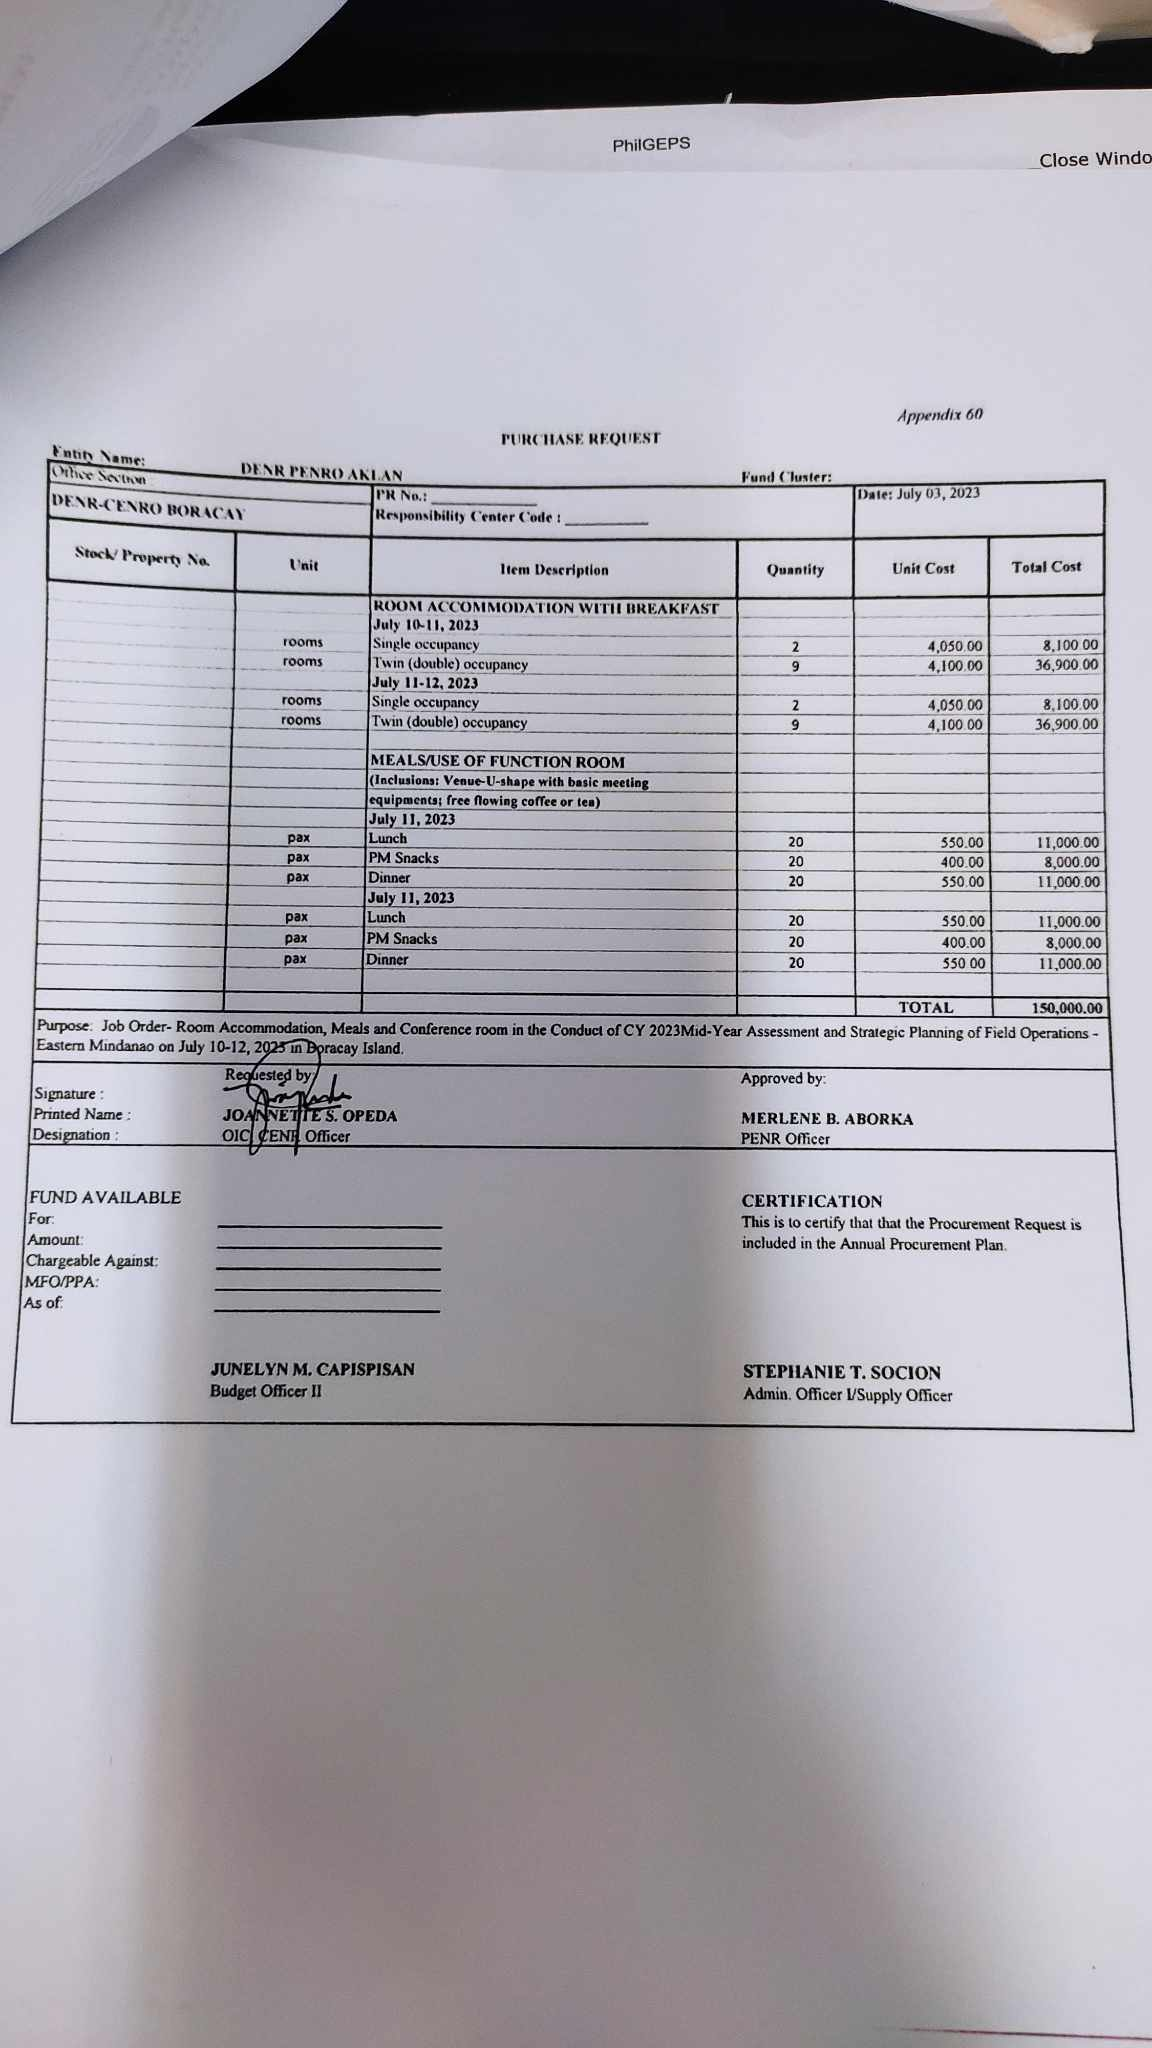 PhilGEPS
Close Windo
Appendix 60
PURCHASE REQUEST
Entity Name: DENR PENRO AKLAN Fund Cluster:
Office Section
DENR-CENRO BORACAY
PR No.: Date: July 03, 2023
Responsibility Center Code :
Stock/ Property No. Unit Item Description Quantity Unit Cost Total Cost
ROOM ACCOMMODATION WITH BREAKFAST
July 10-11, 2023
rooms Single occupancy 2 4,050.00 8,100.00
rooms Twin (double) occupancy 9 4,100.00 36,900.00
July 11-12, 2023
rooms Single occupancy 2 4,050.00 8,100.00
rooms Twin (double) occupancy 9 4,100.00 36,900.00
MEALS/USE OF FUNCTION ROOM
(Inclusions: Venue-U-shape with basic meeting
equipments; free flowing coffee or tea)
July 11, 2023
pax Lunch 20 550.00 11,000.00
pax PM Snacks 20 400.00 8,000.00
pax Dinner 20 550.00 11,000.00
July 11, 2023
pax Lunch 20 550.00 11,000.00
pax PM Snacks 20 400.00 8,000.00
pax Dinner 20 550.00 11,000.00
TOTAL 150,000.00
Purpose: Job Order- Room Accommodation, Meals and Conference room in the Conduct of CY 2023Mid-Year Assessment and Strategic Planning of Field Operations -
Eastern Mindanao on July 10-12, 2023 in Boracay Island.
Requested by: Approved by:
Signature :
Printed Name : JOANNETTE S. OPEDA MERLENE B. ABORKA
Designation : OIC, CENR Officer PENR Officer
FUND AVAILABLE CERTIFICATION
For: This is to certify that that the Procurement Request is
Amount: included in the Annual Procurement Plan.
Chargeable Against:
MFO/PPA:
As of:
JUNELYN M. CAPISPISAN STEPHANIE T. SOCION
Budget Officer II Admin. Officer I/Supply Officer